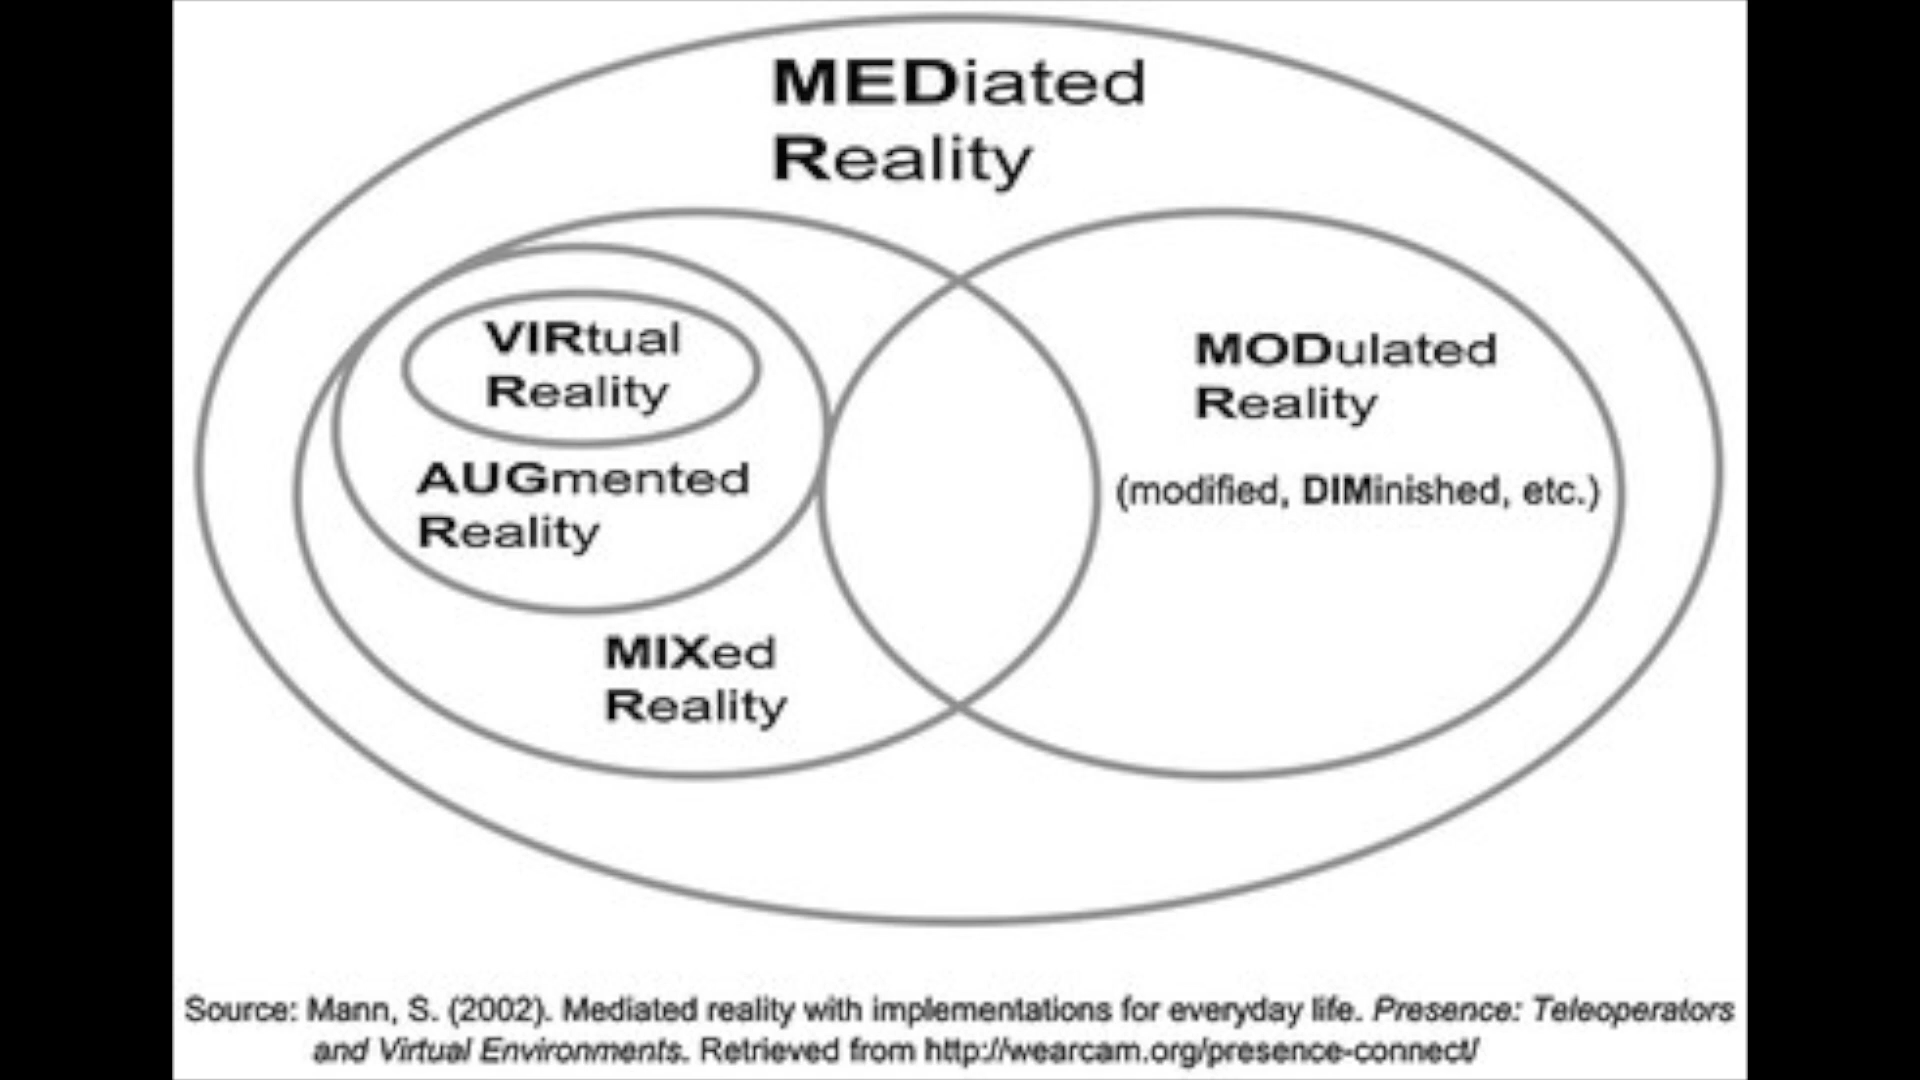 MEDiated
Reality
VIRtual
Reality
AUGmented
Reality
MIXed
Reality
MODulated
Reality
(modified, DIMinished, etc.)
Source: Mann, S. (2002). Mediated reality with implementations for everyday life. Presence: Teleoperators
and Virtual Environments. Retrieved from http://wearcam.org/presence-connect/